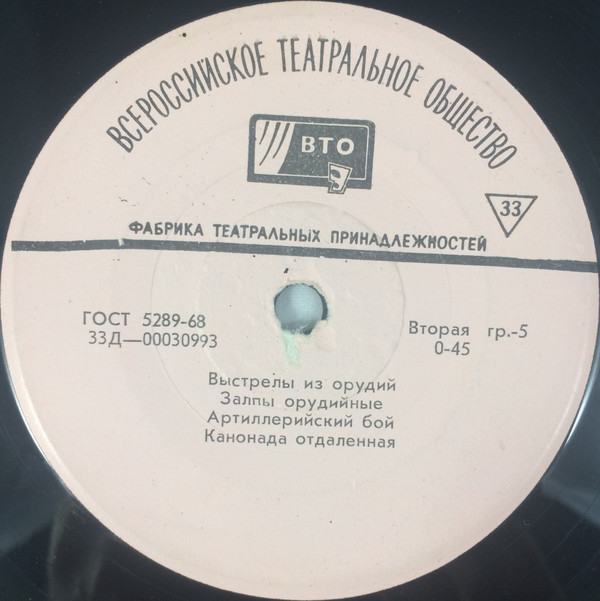 ВСЕРОССИЙСКОЕ ТЕАТРАЛЬНОЕ ОБЩЕСТВО
ВТО
33
ФАБРИКА ТЕАТРАЛЬНЫХ ПРИНАДЛЕЖНОСТЕЙ
ГОСТ 5289-68
33Д—00030993
Вторая гр.-5
0-45
Выстрелы из орудий
Залпы орудийные
Артиллерийский бой
Канонада отдаленная